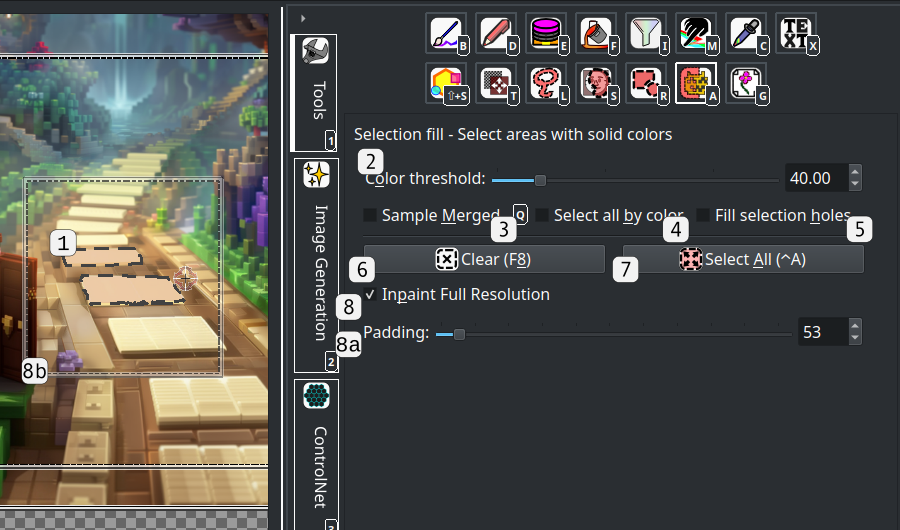 B D E F I M C X
TEXT
⇧+S T L S R A G
Tools
1
Selection fill - Select areas with solid colors
2
Color threshold: 40.00
Sample Merged Q Select all by color Fill selection holes
3 4 5
1
Clear (F8) Select All (^A)
6 7
Image Generation
2
Inpaint Full Resolution
8
Padding: 53
8a
8b
ControlNet
3